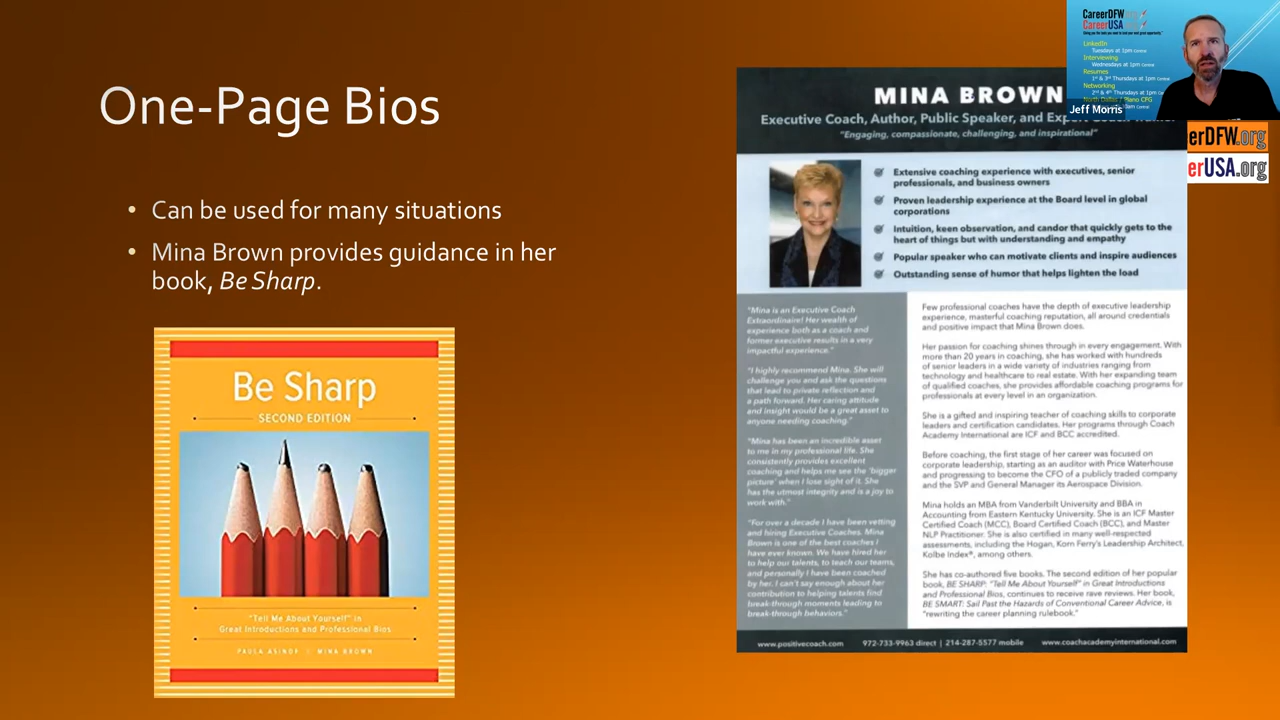 One-Page Bios
• Can be used for many situations
• Mina Brown provides guidance in her
book, Be Sharp.
Be Sharp
SECOND EDITION
"Tell Me About Yourself" in
Great Introductions and Professional Bios
PAULA ASINOF | MINA BROWN
MINA BROWN
Executive Coach, Author, Public Speaker, and
"Engaging, compassionate, challenging, and inspirational"
Extensive coaching experience with executives, senior
professionals, and business owners
Proven leadership experience at the Board level in global
corporations
Intuition, keen observation, and candor that quickly gets to the
heart of things but with understanding and empathy
Popular speaker who can motivate clients and inspire audiences
Outstanding sense of humor that helps lighten the load
"Mina is an Executive Coach
Extraordinaire! Her wealth of
experience both as a coach and
former executive results in a very
impactful experience."
"I highly recommend Mina. She will
challenge you and ask the questions
that lead to private reflection and
a path forward. Her caring attitude
and insight would be a great asset to
anyone needing coaching."
"Mina has been an incredible asset
to me in my professional life. She
consistently provides excellent
coaching and helps me see the 'bigger
picture' when I lose sight of it. She
has the utmost integrity and is a joy to
work with."
"For over a decade I have been vetting
and hiring Executive Coaches. Mina
Brown is one of the best coaches I
have ever known. We have hired her
to help our talents, to teach our teams,
and personally I have been coached
by her. I can't say enough about her
contribution to helping talents find
break-through moments leading to
break-through behaviors."
Few professional coaches have the depth of executive leadership
experience, masterful coaching reputation, all around credentials
and positive impact that Mina Brown does.
Her passion for coaching shines through in every engagement. With
more than 20 years in coaching, she has worked with hundreds
of senior leaders in a wide variety of industries ranging from
technology and healthcare to real estate. With her expanding team
of qualified coaches, she provides affordable coaching programs for
professionals at every level in an organization.
She is a gifted and inspiring teacher of coaching skills to corporate
leaders and certification candidates. Her programs through Coach
Academy International are ICF and BCC accredited.
Before coaching, the first stage of her career was focused on
corporate leadership, starting as an auditor with Price Waterhouse
and progressing to become the CFO of a publicly traded company
and the SVP and General Manager its Aerospace Division.
Mina holds an MBA from Vanderbilt University and BBA in
Accounting from Eastern Kentucky University. She is an ICF Master
Certified Coach (MCC), Board Certified Coach (BCC), and Master
NLP Practitioner. She is also certified in many well-respected
assessments, including the Hogan, Korn Ferry's Leadership Architect,
Kolbe Index®, among others.
She has co-authored five books. The second edition of her popular
book, BE SHARP: "Tell Me About Yourself" in Great Introductions
and Professional Bios, continues to receive rave reviews. Her book,
BE SMART: Sail Past the Hazards of Conventional Career Advice, is
"rewriting the career planning rulebook."
www.positivecoach.com 972-733-9963 direct | 214-287-5577 mobile www.coachacademyinternational.com
CareerDFW
CareerUSA
LinkedIn
Tuesdays at 1pm Central
Interviewing
Wednesdays at 1pm Central
Resumes
1st & 3rd Thursdays at 1pm Central
Networking
2nd & 4th Thursdays at 1pm
North Dallas / Plano CFG
Jeff Morris
erDFW.org
erUSA.org